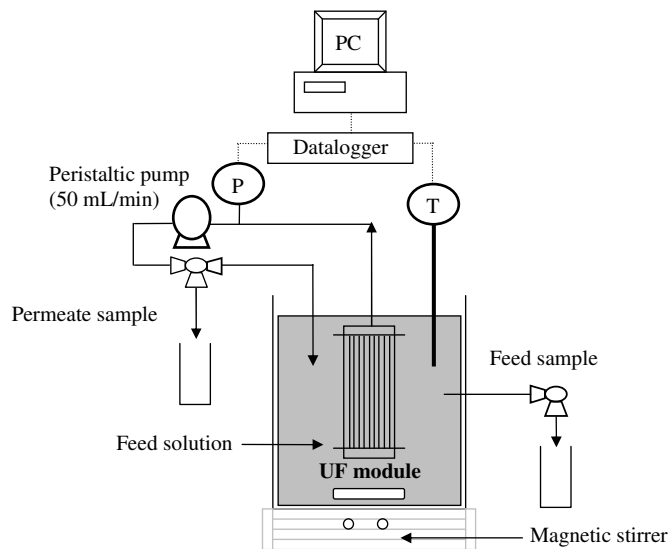 PC
Datalogger
Peristaltic pump
(50 mL/min)
P
T
Permeate sample
Feed sample
Feed solution
UF module
Magnetic stirrer